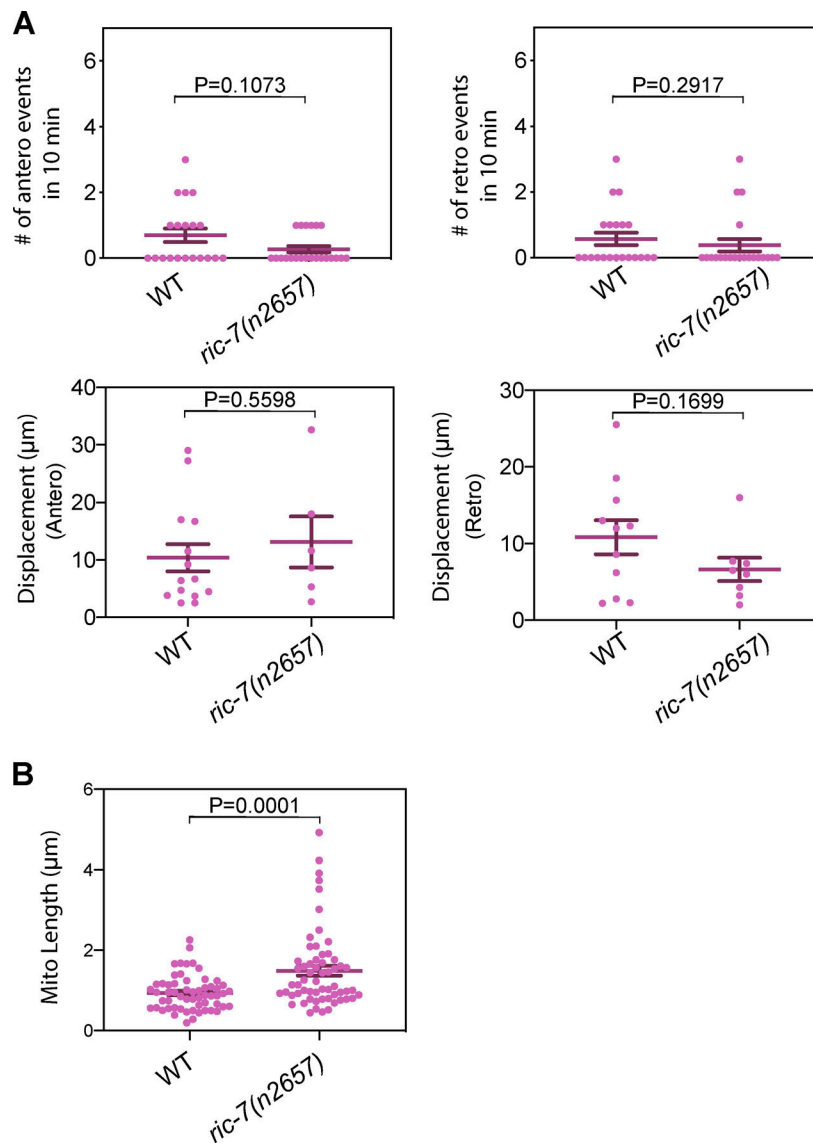 A
# of antero events
in 10 min
6
4
2
0
P=0.1073
WT
ric-7(n2657)
# of retro events
in 10 min
6
4
2
0
P=0.2917
WT
ric-7(n2657)
Displacement (µm)
(Antero)
40
30
20
10
0
P=0.5598
WT
ric-7(n2657)
Displacement (µm)
(Retro)
30
20
10
0
P=0.1699
WT
ric-7(n2657)
B
Mito Length (µm)
6
4
2
0
P=0.0001
WT
ric-7(n2657)